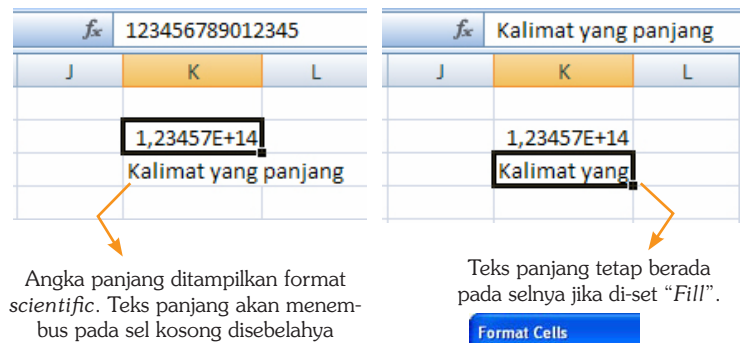 fx 123456789012345
J K L
1,23457E+14
Kalimat yang panjang
Angka panjang ditampilkan format
scientific. Teks panjang akan menem-
bus pada sel kosong disebelahya
fx Kalimat yang panjang
J K L
1,23457E+14
Kalimat yang
Teks panjang tetap berada
pada selnya jika di-set “Fill”.
Format Cells